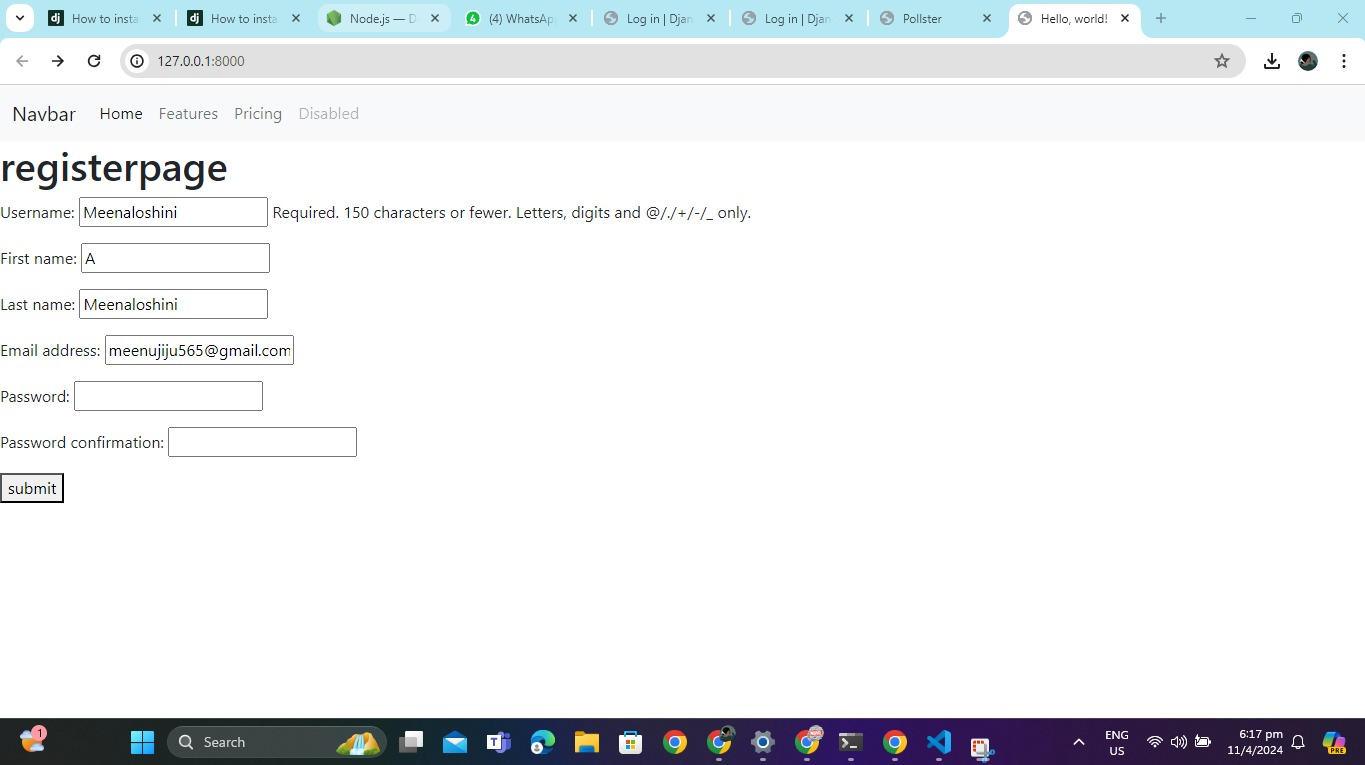 How to insta
How to insta
Node.js — D
(4) WhatsAp
Log in | Djan
Log in | Djan
Pollster
Hello, world!
127.0.0.1:8000
Navbar Home Features Pricing Disabled
registerpage
Username: Meenaloshini Required. 150 characters or fewer. Letters, digits and @/./+/-/_ only.
First name: A
Last name: Meenaloshini
Email address: meenujiju565@gmail.com
Password:
Password confirmation:
submit
1
Search
ENG
US
6:17 pm
11/4/2024
PRE